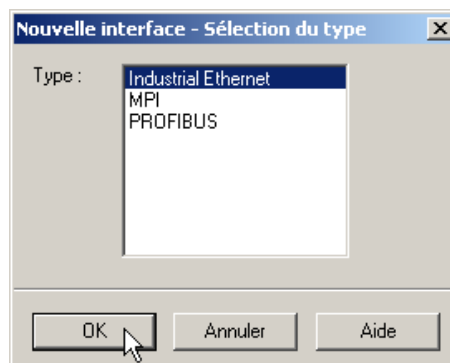 Nouvelle interface - Sélection du type
Type :
Industrial Ethernet
MPI
PROFIBUS
OK
Annuler
Aide